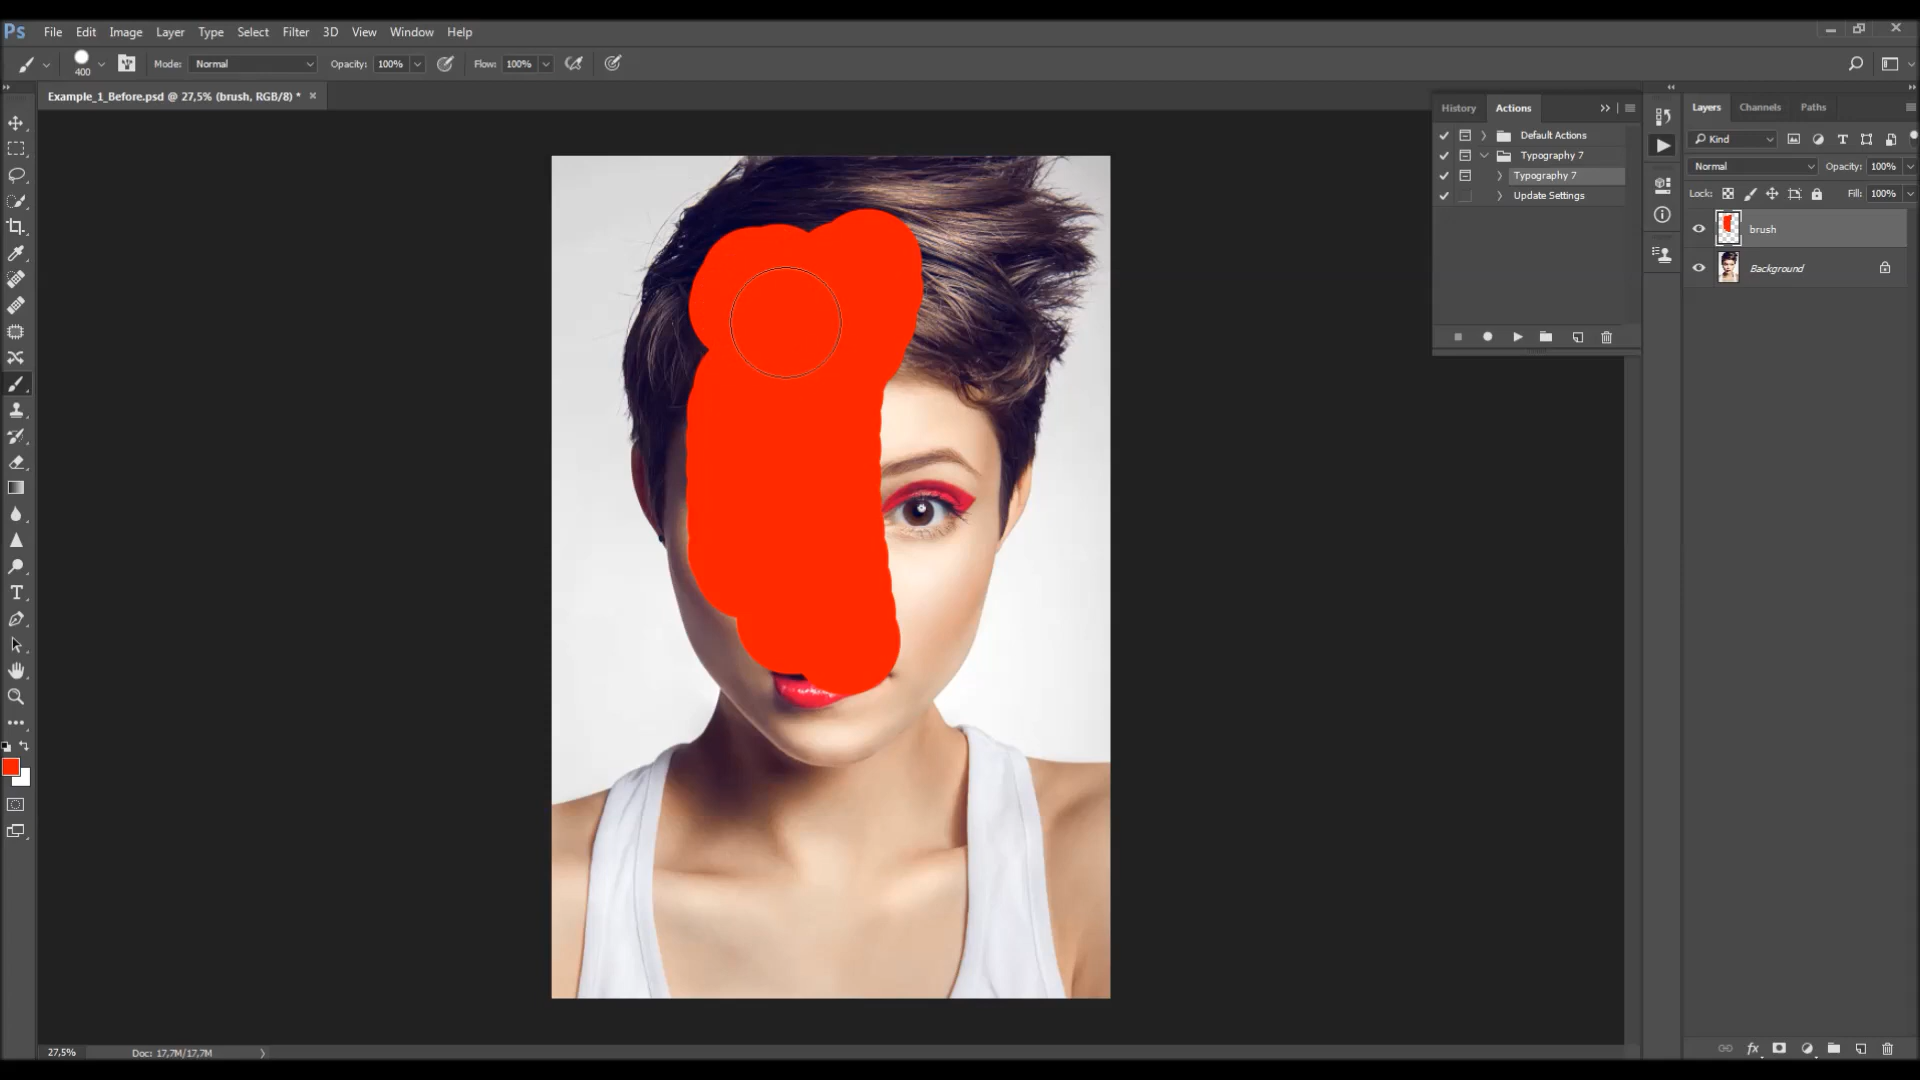 Ps File Edit Image Layer Type Select Filter 3D View Window Help
400 Mode: Normal Opacity: 100% Flow: 100%
Example_1_Before.psd @ 27,5% (brush, RGB/8) *
History Actions
Default Actions
Typography 7
Typography 7
Update Settings
Layers Channels Paths
Kind
Normal Opacity: 100%
Lock: Fill: 100%
brush
Background
27,5% Doc: 17,7M/17,7M